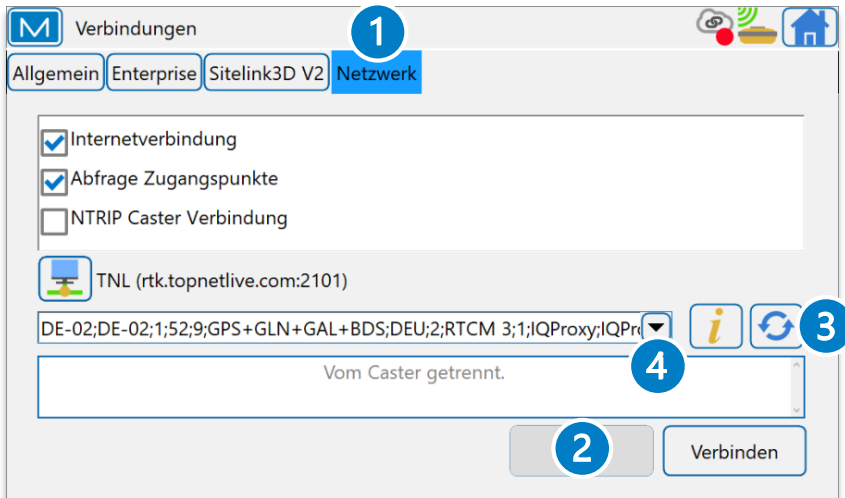 M Verbindungen
1
Allgemein Enterprise Sitelink3D V2 Netzwerk
Internetverbindung
Abfrage Zugangspunkte
NTRIP Caster Verbindung
TNL (rtk.topnetlive.com:2101)
DE-02;DE-02;1;52;9;GPS+GLN+GAL+BDS;DEU;2;RTCM 3;1;IQProxy;IQPr
i
3
4
Vom Caster getrennt.
2
Verbinden